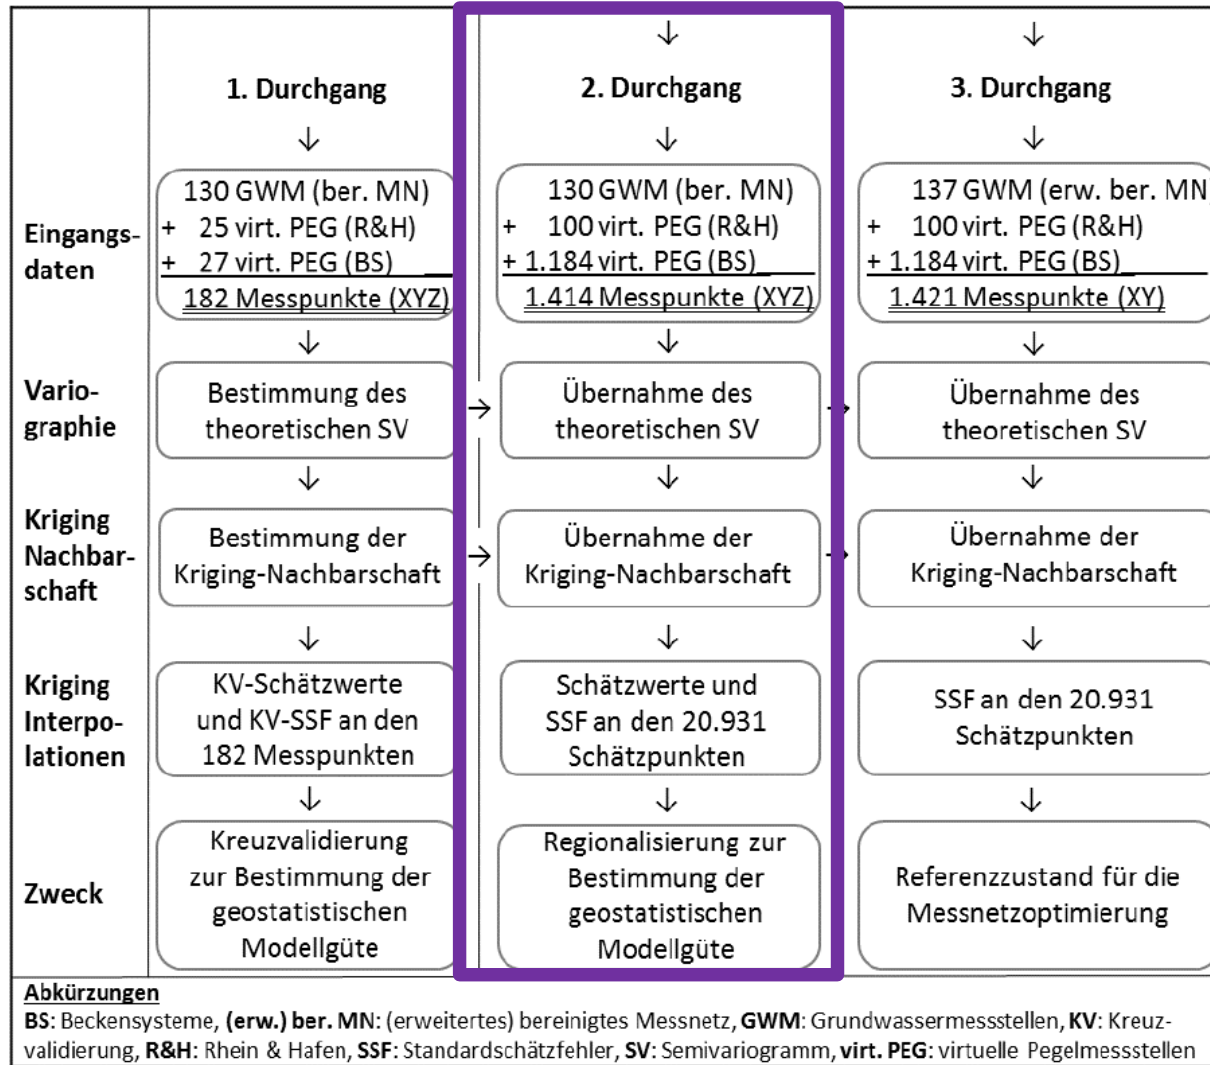 1. Durchgang
2. Durchgang
3. Durchgang
Eingangs-
daten
130 GWM (ber. MN)
+ 25 virt. PEG (R&H)
+ 27 virt. PEG (BS)
182 Messpunkte (XYZ)
130 GWM (ber. MN)
+ 100 virt. PEG (R&H)
+ 1.184 virt. PEG (BS)
1.414 Messpunkte (XYZ)
137 GWM (erw. ber. MN
+ 100 virt. PEG (R&H)
+ 1.184 virt. PEG (BS)
1.421 Messpunkte (XY)
Vario-
graphie
Bestimmung des
theoretischen SV
Übernahme des
theoretischen SV
Übernahme des
theoretischen SV
Kriging
Nachbar-
schaft
Bestimmung der
Kriging-Nachbarschaft
Übernahme der
Kriging-Nachbarschaft
Übernahme der
Kriging-Nachbarschaft
Kriging
Interpo-
lationen
KV-Schätzwerte
und KV-SSF an den
182 Messpunkten
Schätzwerte und
SSF an den 20.931
Schätzpunkten
SSF an den 20.931
Schätzpunkten
Zweck
Kreuzvalidierung
zur Bestimmung der
geostatistischen
Modellgüte
Regionalisierung zur
Bestimmung der
geostatistischen
Modellgüte
Referenzzustand für die
Messnetzoptimierung
Abkürzungen
BS: Beckensysteme, (erw.) ber. MN: (erweitertes) bereinigtes Messnetz, GWM: Grundwassermessstellen, KV: Kreuz-
validierung, R&H: Rhein & Hafen, SSF: Standardschätzfehler, SV: Semivariogramm, virt. PEG: virtuelle Pegelmessstellen